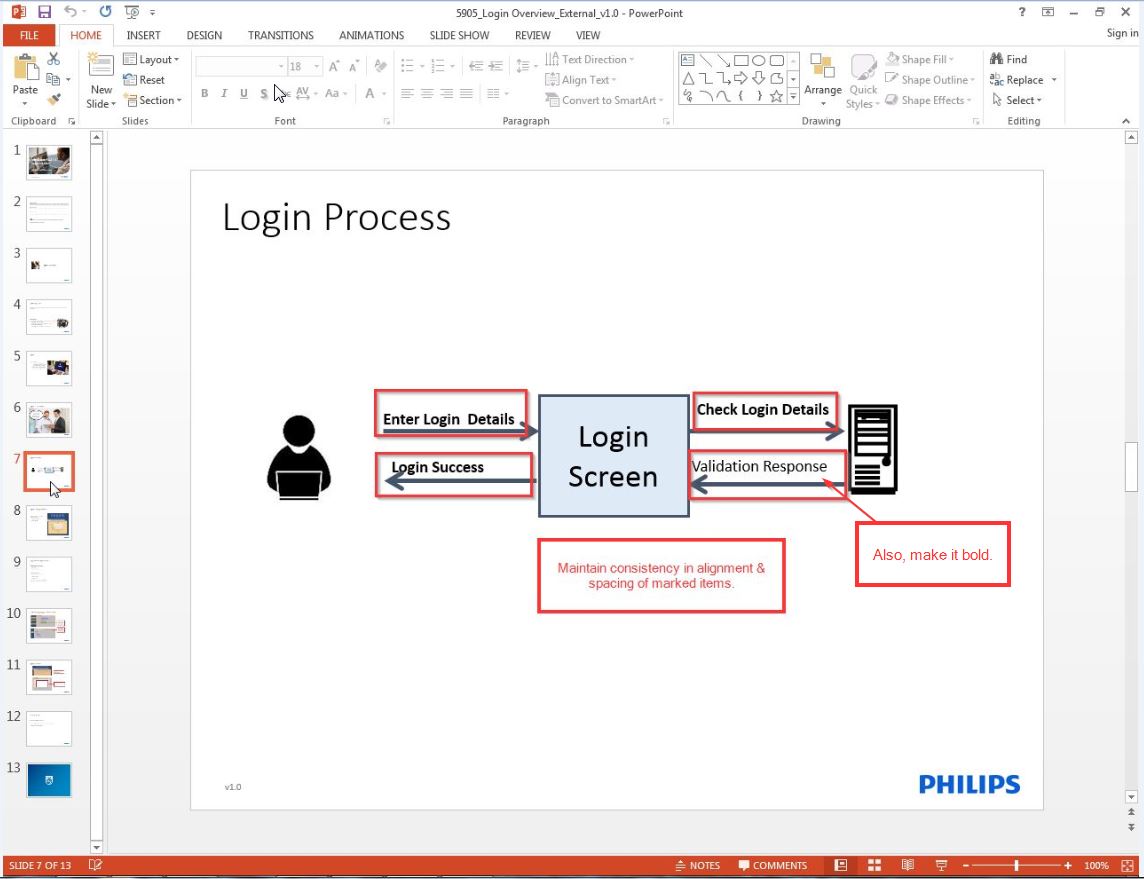 5905_Login Overview_External_v1.0 - PowerPoint
?
FILE HOME INSERT DESIGN TRANSITIONS ANIMATIONS SLIDE SHOW REVIEW VIEW
Sign in
Paste
Clipboard
New
Slide
Layout
Reset
Section
Slides
18
B I U S AV Aa A
Font
Text Direction
Align Text
Convert to SmartArt
Paragraph
Arrange
Quick
Styles
Shape Fill
Shape Outline
Shape Effects
Drawing
Find
Replace
Select
Editing
1
2
3
4
5
6
7
8
9
10
11
12
13
Login Process
Enter Login  Details
Login Success
Login
Screen
Check Login Details
Validation Response
Also, make it bold.
Maintain consistency in alignment &
spacing of marked items.
v1.0
PHILIPS
SLIDE 7 OF 13
NOTES
COMMENTS
100%